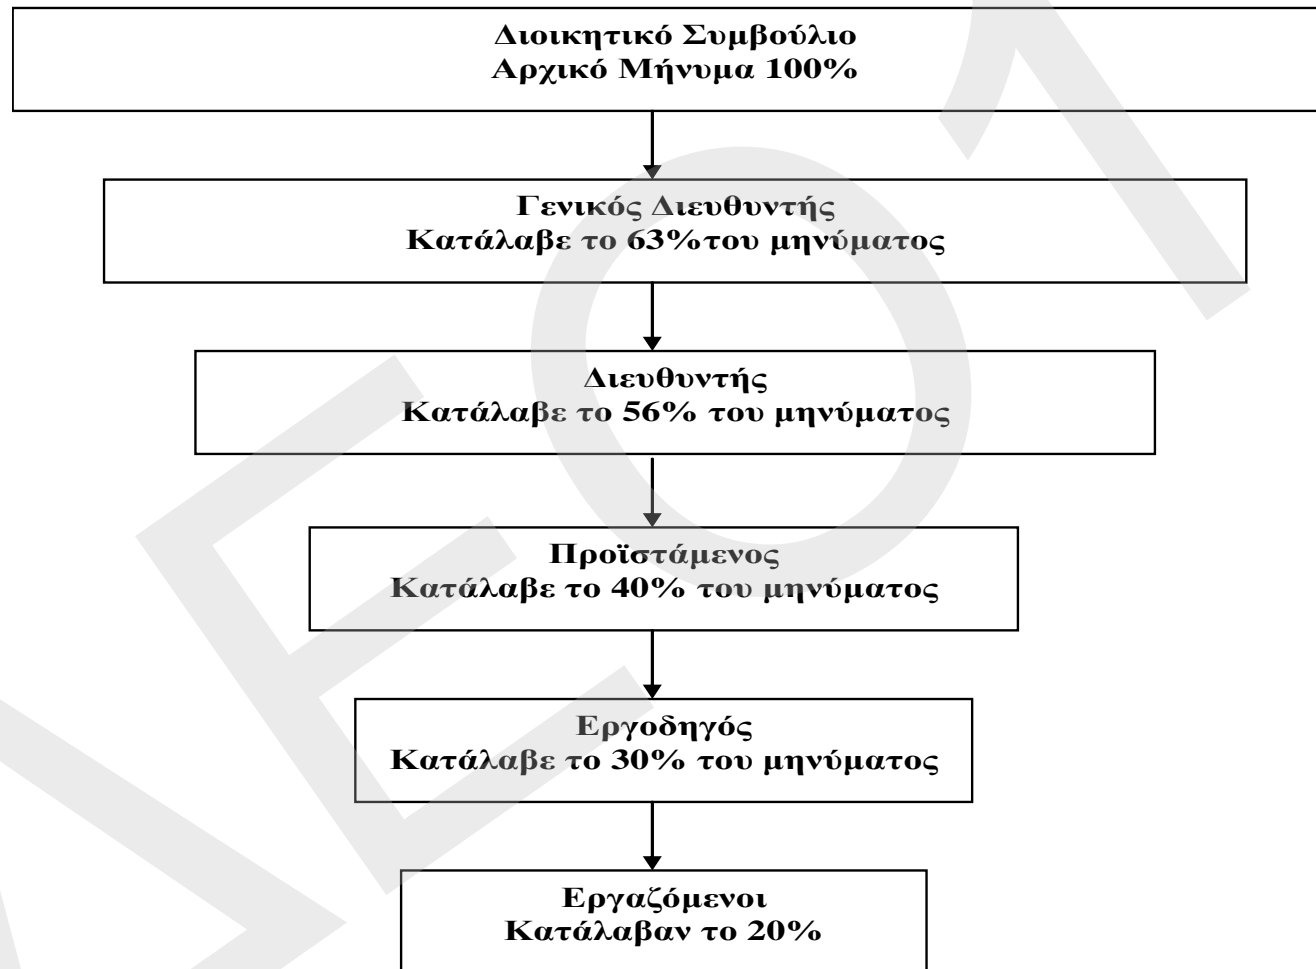 Διοικητικό Συμβούλιο
Αρχικό Μήνυμα 100%
Γενικός Διευθυντής
Κατάλαβε το 63%του μηνύματος
Διευθυντής
Κατάλαβε το 56% του μηνύματος
Προϊστάμενος
Κατάλαβε το 40% του μηνύματος
Εργοδηγός
Κατάλαβε το 30% του μηνύματος
Εργαζόμενοι
Κατάλαβαν το 20%